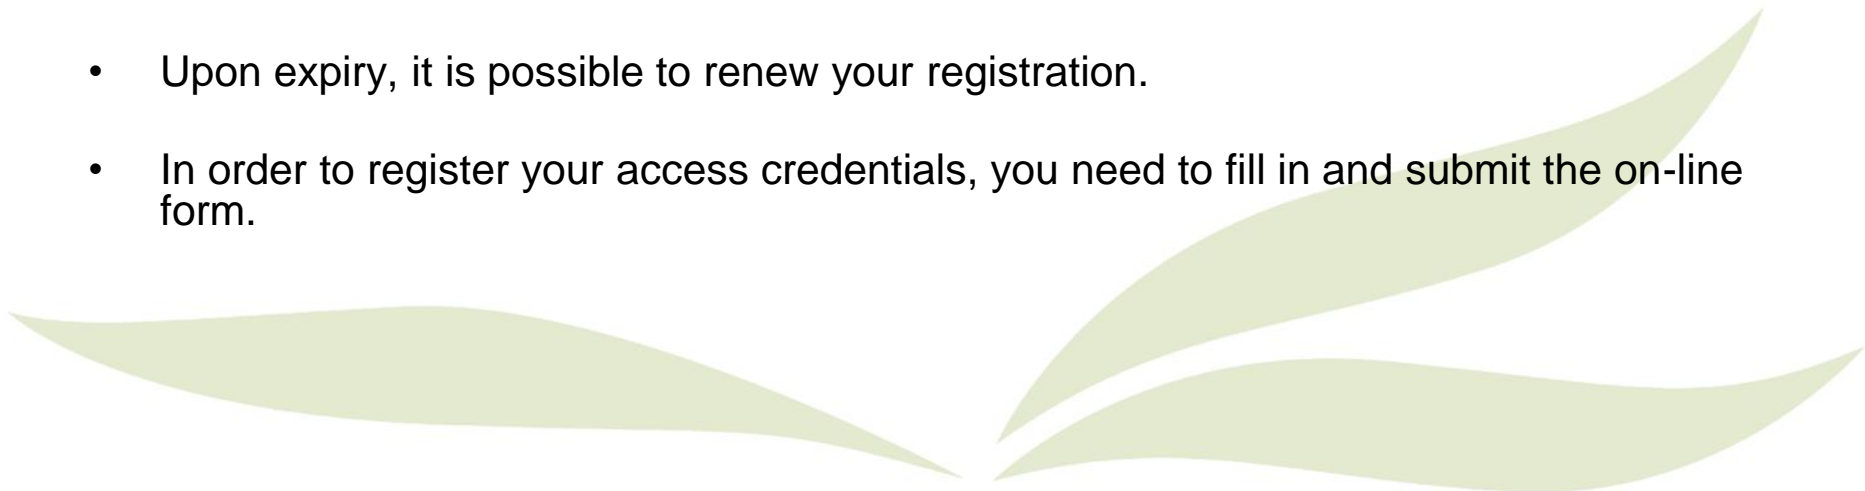 • Upon expiry, it is possible to renew your registration.
• In order to register your access credentials, you need to fill in and submit the on-line
form.